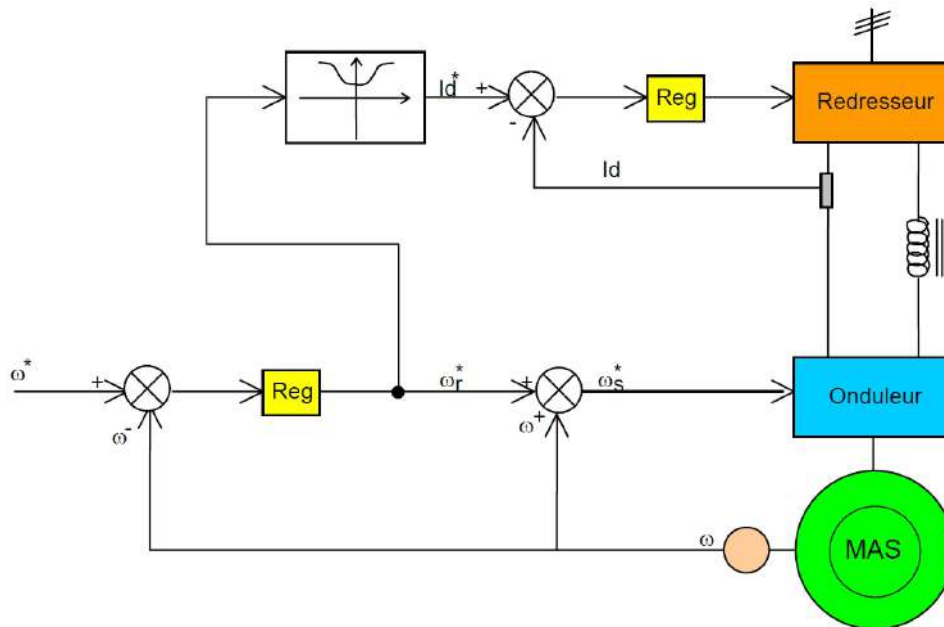 Id* + Reg Redresseur
-
Id
ω* + Reg ωr* + ωs* Onduleur
ω- ω+
ω MAS